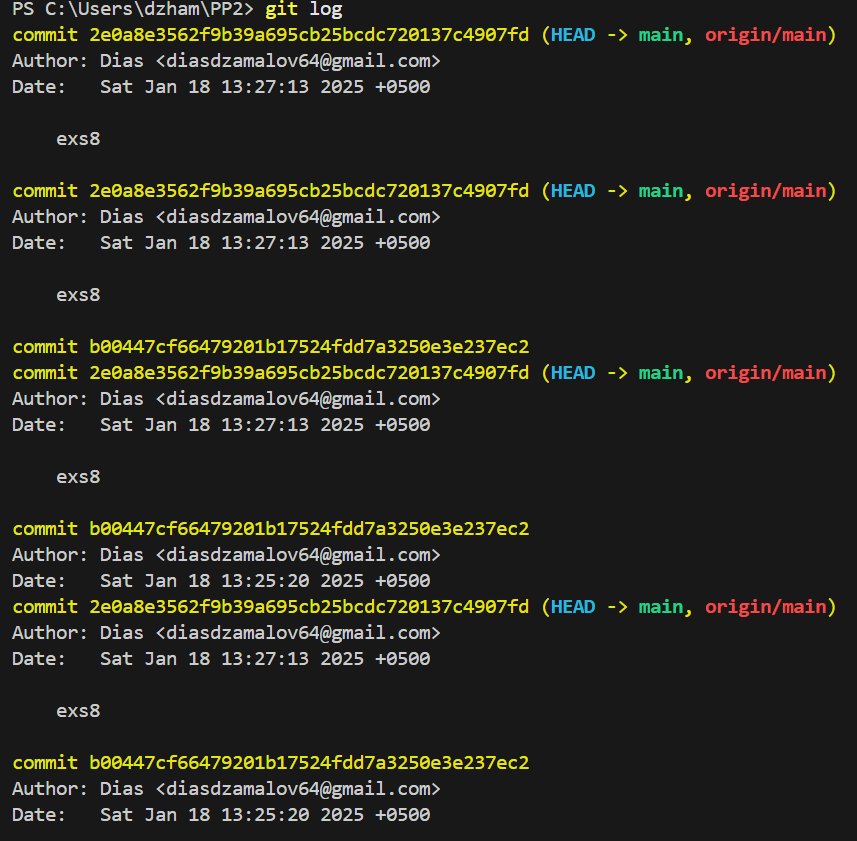 PS C:\Users\dzham\PP2> git log
commit 2e0a8e3562f9b39a695cb25bcdc720137c4907fd (HEAD -> main, origin/main)
Author: Dias <diasdzamalov64@gmail.com>
Date:   Sat Jan 18 13:27:13 2025 +0500
    exs8
commit 2e0a8e3562f9b39a695cb25bcdc720137c4907fd (HEAD -> main, origin/main)
Author: Dias <diasdzamalov64@gmail.com>
Date:   Sat Jan 18 13:27:13 2025 +0500
    exs8
commit b00447cf66479201b17524fdd7a3250e3e237ec2
commit 2e0a8e3562f9b39a695cb25bcdc720137c4907fd (HEAD -> main, origin/main)
Author: Dias <diasdzamalov64@gmail.com>
Date:   Sat Jan 18 13:27:13 2025 +0500
    exs8
commit b00447cf66479201b17524fdd7a3250e3e237ec2
Author: Dias <diasdzamalov64@gmail.com>
Date:   Sat Jan 18 13:25:20 2025 +0500
commit 2e0a8e3562f9b39a695cb25bcdc720137c4907fd (HEAD -> main, origin/main)
Author: Dias <diasdzamalov64@gmail.com>
Date:   Sat Jan 18 13:27:13 2025 +0500
    exs8
commit b00447cf66479201b17524fdd7a3250e3e237ec2
Author: Dias <diasdzamalov64@gmail.com>
Date:   Sat Jan 18 13:25:20 2025 +0500